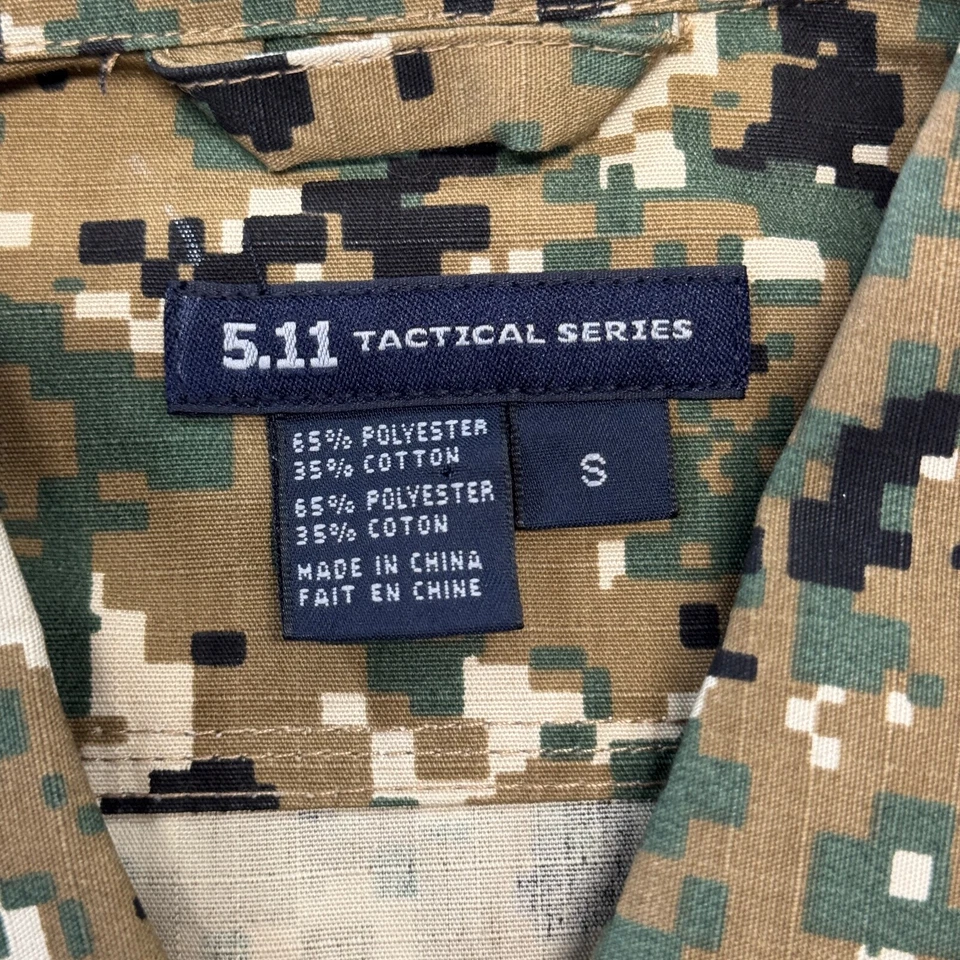 5.11 TACTICAL SERIES
65% POLYESTER
35% COTTON
65% POLYESTER
35% COTON
MADE IN CHINA
FAIT EN CHINE
S